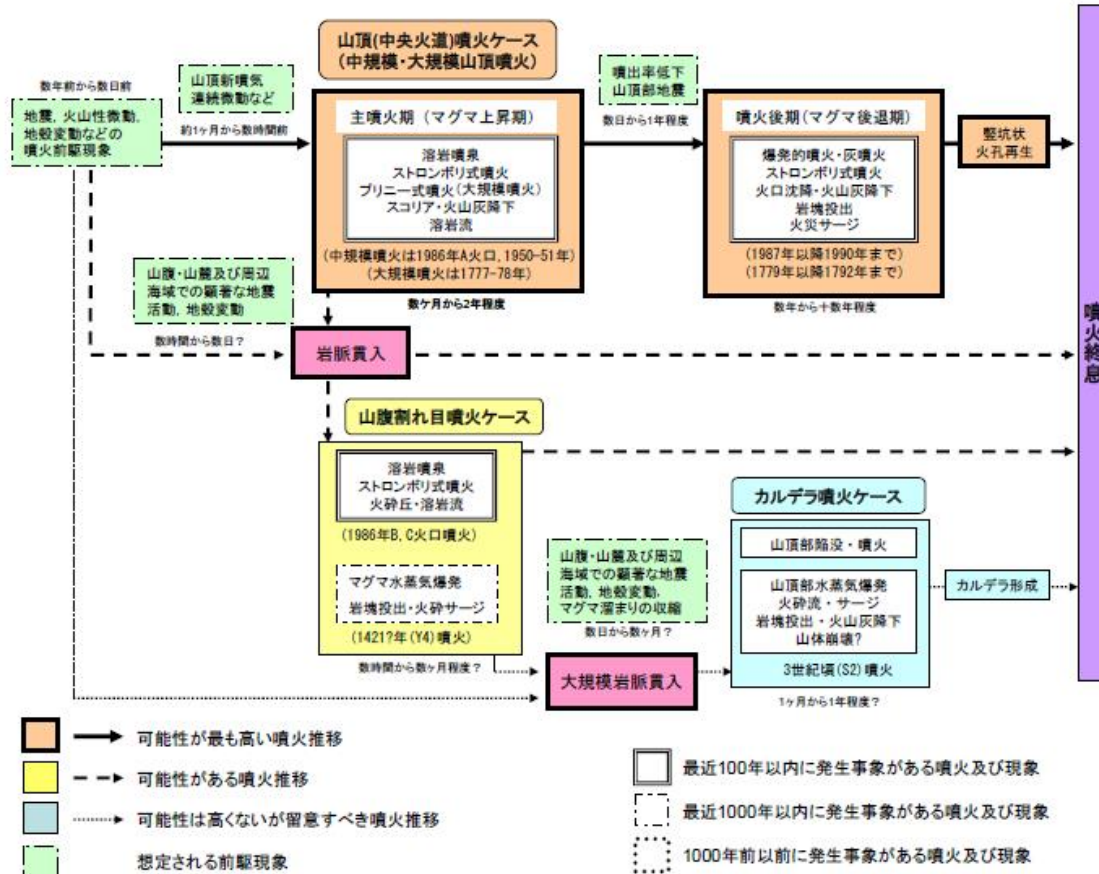 山頂(中央火道)噴火ケース
(中規模・大規模山頂噴火)
数年前から数日前
地震, 火山性微動,
地殻変動などの
噴火前駆現象
山頂新噴気
連続微動など
約1ヶ月から数時間前
主噴火期 (マグマ上昇期)
溶岩噴泉
ストロンボリ式噴火
プリニー式噴火(大規模噴火)
スコリア・火山灰降下
溶岩流
(中規模噴火は1986年A火口, 1950-51年)
(大規模噴火は1777-78年)
数ケ月から2年程度
噴出率低下
山頂部地震
数日から1年程度
噴火後期(マグマ後退期)
爆発的噴火・灰噴火
ストロンボリ式噴火
火口沈降・火山灰降下
岩塊投出
火災サージ
(1987年以降1990年まで)
(1779年以降1792年まで)
数年から十数年程度
竪坑状
火孔再生
噴火終息
山腹・山麓及び周辺
海域での顕著な地震
活動, 地殻変動
数時間から数日?
岩脈貫入
山腹割れ目噴火ケース
溶岩噴泉
ストロンボリ式噴火
火砕丘・溶岩流
(1986年B, C火口噴火)
マグマ水蒸気爆発
岩塊投出・火砕サージ
(1421?年(Y4)噴火)
数時間から数ヶ月程度?
山腹・山麓及び周辺
海域での顕著な地震
活動, 地殻変動,
マグマ溜まりの収縮
数日から数ヶ月?
大規模岩脈貫入
カルデラ噴火ケース
山頂部陥没・噴火
山頂部水蒸気爆発
火砕流・サージ
岩塊投出・火山灰降下
山体崩壊?
3世紀頃(S2)噴火
1ヶ月から1年程度?
カルデラ形成
可能性が最も高い噴火推移
可能性がある噴火推移
可能性は高くないが留意すべき噴火推移
想定される前駆現象
最近100年以内に発生事象がある噴火及び現象
最近1000年以内に発生事象がある噴火及び現象
1000年前以前に発生事象がある噴火及び現象